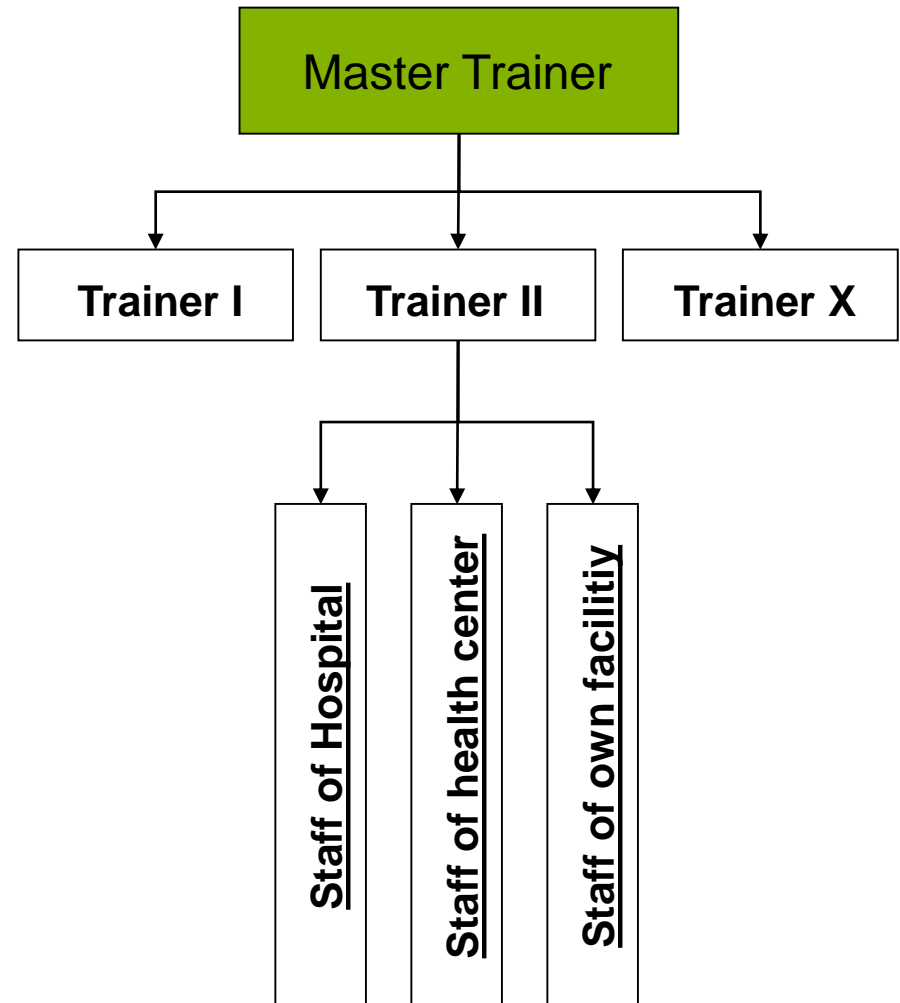 Master Trainer
Trainer I
Trainer II
Trainer X
Staff of Hospital
Staff of health center
Staff of own facilitiy